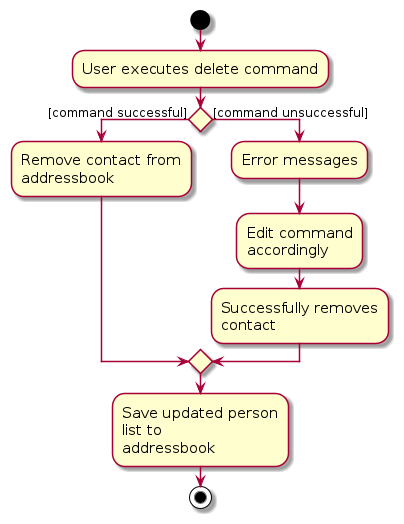 User executes delete command
[command successful]
[command unsuccessful]
Remove contact from
addressbook
Error messages
Edit command
accordingly
Successfully removes
contact
Save updated person
list to
addressbook